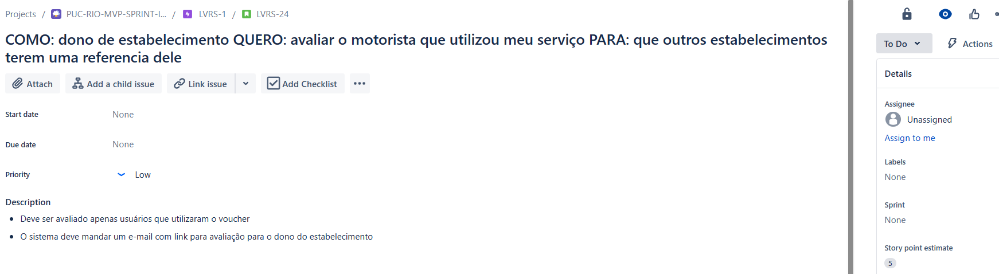 Projects / PUC-RIO-MVP-SPRINT-I... / LVRS-1 / LVRS-24
COMO: dono de estabelecimento QUERO: avaliar o motorista que utilizou meu serviço PARA: que outros estabelecimentos
terem uma referencia dele
Attach Add a child issue Link issue Add Checklist
Start date None
Due date None
Priority Low
Description
• Deve ser avaliado apenas usuários que utilizaram o voucher
• O sistema deve mandar um e-mail com link para avaliação para o dono do estabelecimento
To Do Actions
Details
Assignee
Unassigned
Assign to me
Labels
None
Sprint
None
Story point estimate
5